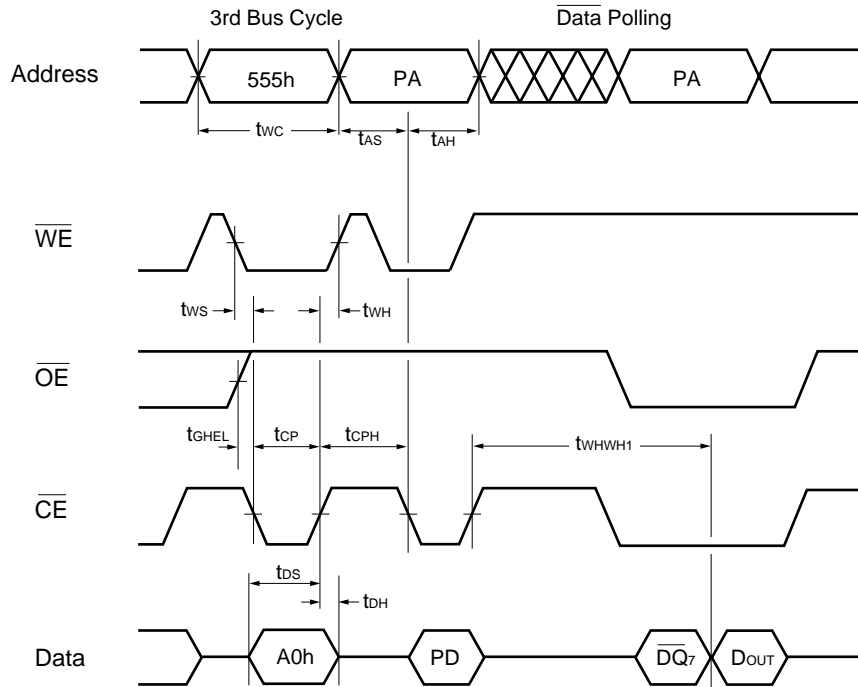 3rd Bus Cycle
Data Polling
Address
555h
PA
PA
tWC
tAS
tAH
WE
tWS
tWH
OE
tGHEL
tCP
tCPH
tWHWH1
CE
tDS
tDH
Data
A0h
PD
DQ7
DOUT